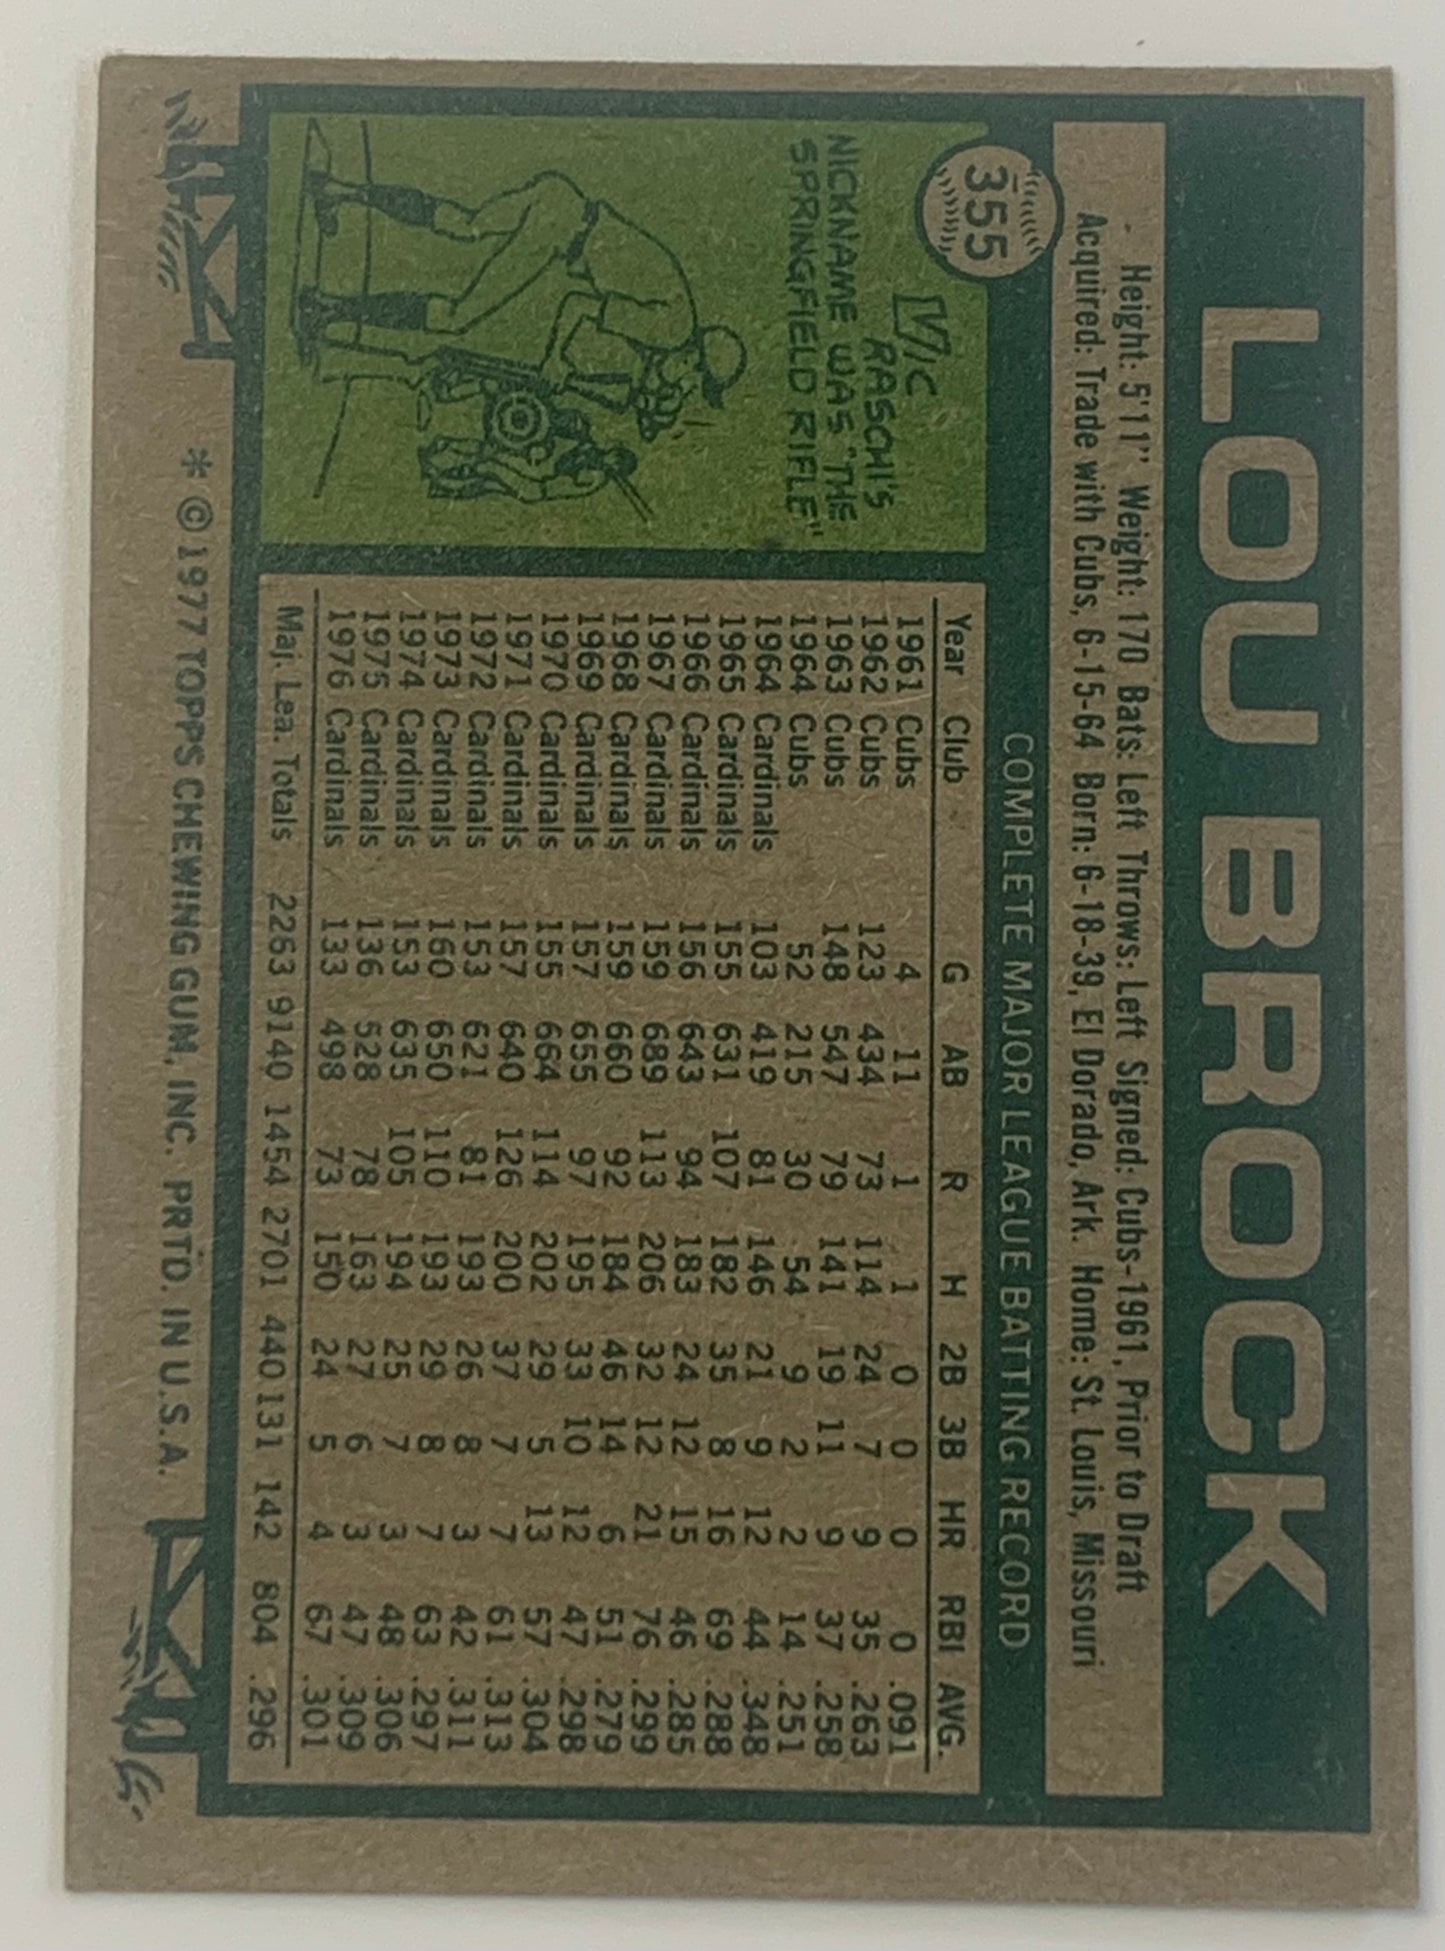 LOU BROCK
Height: 5'11" Weight: 170 Bats: Left Throws: Left Signed: Cubs-1961, Prior to Draft
Acquired: Trade with Cubs, 6-15-64 Born: 6-18-39, El Dorado, Ark. Home: St. Louis, Missouri
355
VIC
RASCHI'S
NICKNAME WAS "THE
SPRINGFIELD RIFLE"
COMPLETE MAJOR LEAGUE BATTING RECORD
Year Club G AB R H 2B 3B HR RBI AVG.
1961 Cubs 4 11 1 1 0 0 0 0 .091
1962 Cubs 123 434 73 114 24 7 9 35 .263
1963 Cubs 148 547 79 141 19 11 9 37 .258
1964 Cubs 52 215 30 54 9 2 2 14 .251
1964 Cardinals 103 419 81 146 21 9 12 44 .348
1965 Cardinals 155 631 107 182 35 8 16 69 .288
1966 Cardinals 156 643 94 183 24 12 15 46 .285
1967 Cardinals 159 689 113 206 32 12 21 76 .299
1968 Cardinals 159 660 92 184 46 14 6 51 .279
1969 Cardinals 157 655 97 195 33 10 12 47 .298
1970 Cardinals 155 664 114 202 29 5 13 57 .304
1971 Cardinals 157 640 126 200 37 7 7 61 .313
1972 Cardinals 153 621 81 193 26 8 3 42 .311
1973 Cardinals 160 650 110 193 29 8 7 63 .297
1974 Cardinals 153 635 105 194 25 7 3 48 .306
1975 Cardinals 136 528 78 163 27 6 3 47 .309
1976 Cardinals 133 498 73 150 24 5 4 67 .301
Maj. Lea. Totals 2263 9140 1454 2701 440 131 142 804 .296
* © 1977 TOPPS CHEWING GUM, INC. PRTD. IN U.S.A.